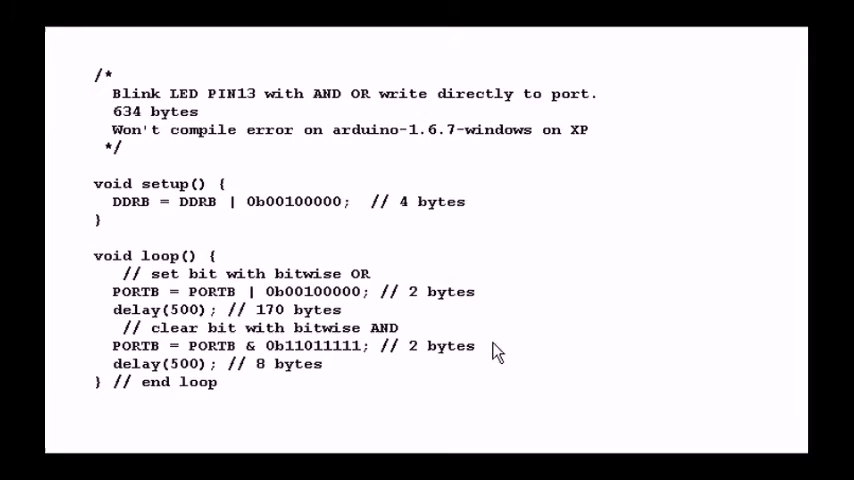 /*
Blink LED PIN13 with AND OR write directly to port.
634 bytes
Won't compile error on arduino-1.6.7-windows on XP
*/
void setup() {
DDRB = DDRB | 0b00100000; // 4 bytes
}
void loop() {
// set bit with bitwise OR
PORTB = PORTB | 0b00100000; // 2 bytes
delay(500); // 170 bytes
// clear bit with bitwise AND
PORTB = PORTB & 0b11011111; // 2 bytes
delay(500); // 8 bytes
} // end loop